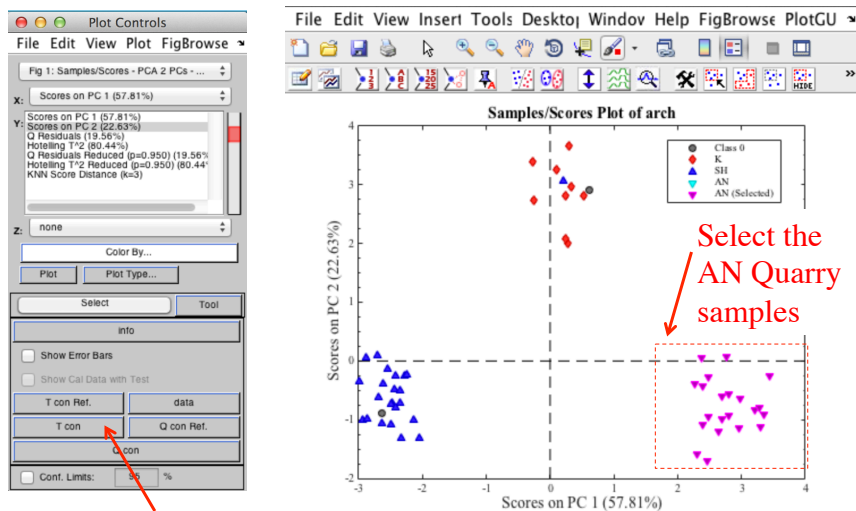 Plot Controls
File Edit View Plot FigBrowse
Fig 1: Samples/Scores - PCA 2 PCs - ...
X: Scores on PC 1 (57.81%)
Y: Scores on PC 1 (57.81%)
Scores on PC 2 (22.63%)
Q Residuals (19.56%)
Hotelling T^2 (80.44%)
Q Residuals Reduced (p=0.950) (19.56%
Hotelling T^2 Reduced (p=0.950) (80.44
KNN Score Distance (k=3)
Z: none
Color By...
Plot Plot Type...
Select Tool
info
Show Error Bars
Show Cal Data with Test
T con Ref. data
T con Q con Ref.
Q con
Conf. Limits: 95 %
File Edit View Insert Tools Desktop Window Help FigBrowse PlotGU
HIDE
Samples/Scores Plot of arch
Class 0
K
SH
AN
AN (Selected)
Select the
AN Quarry
samples
Scores on PC 2 (22.63%)
4
3
2
1
0
-1
-2
-3 -2 -1 0 1 2 3 4
Scores on PC 1 (57.81%)